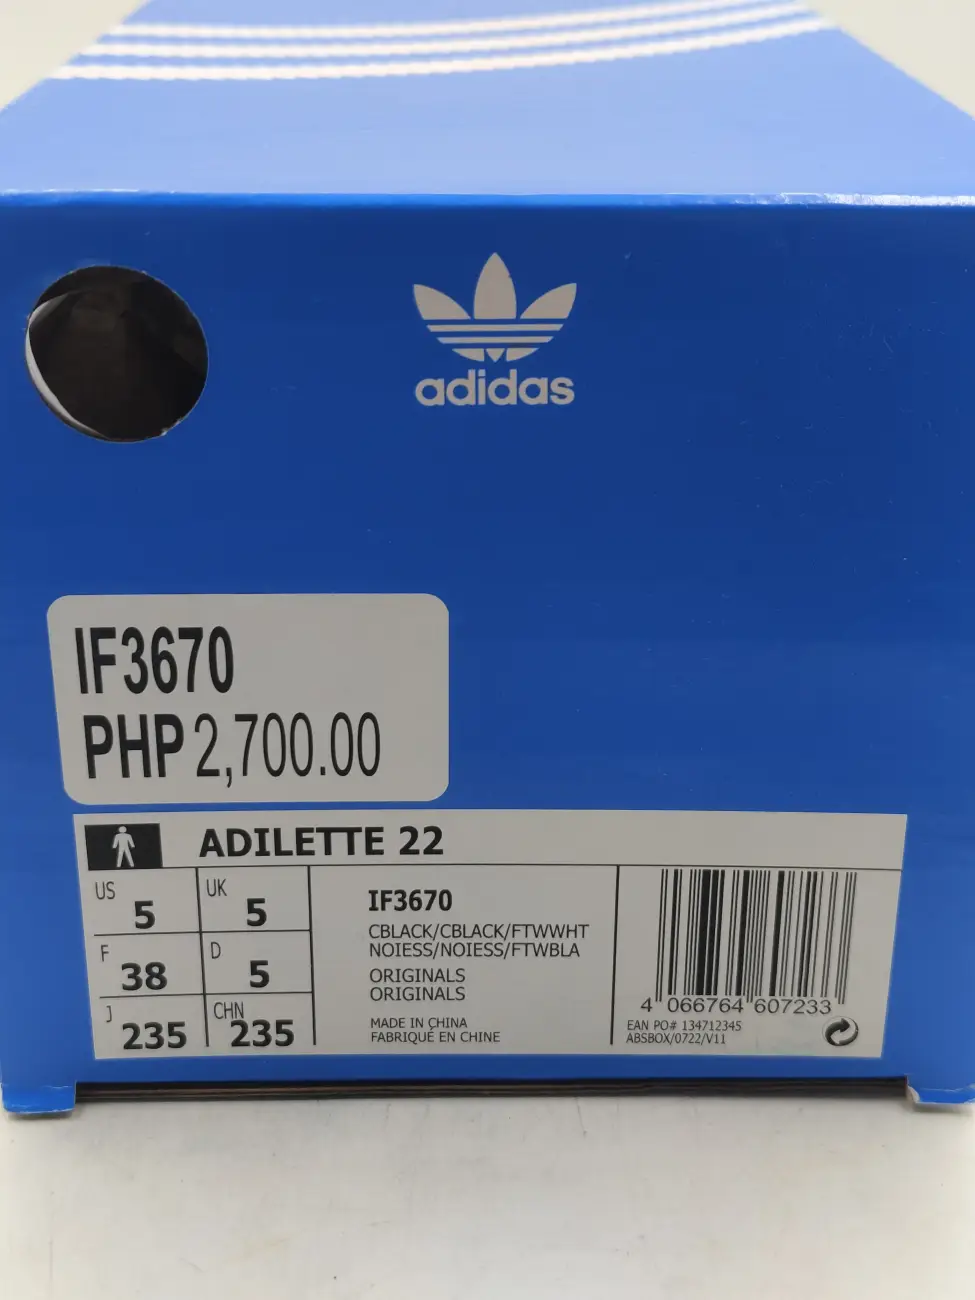 adidas
IF3670
PHP 2,700.00
ADILETTE 22
US 5
UK 5
F 38
D 5
J 235
CHN 235
IF3670
CBLACK/CBLACK/FTWWHT
NOIESS/NOIESS/FTWBLA
ORIGINALS
ORIGINALS
MADE IN CHINA
FABRIQUÉ EN CHINE
4 066764 607233
EAN PO# 134712345
ABSBOX/0722/V11